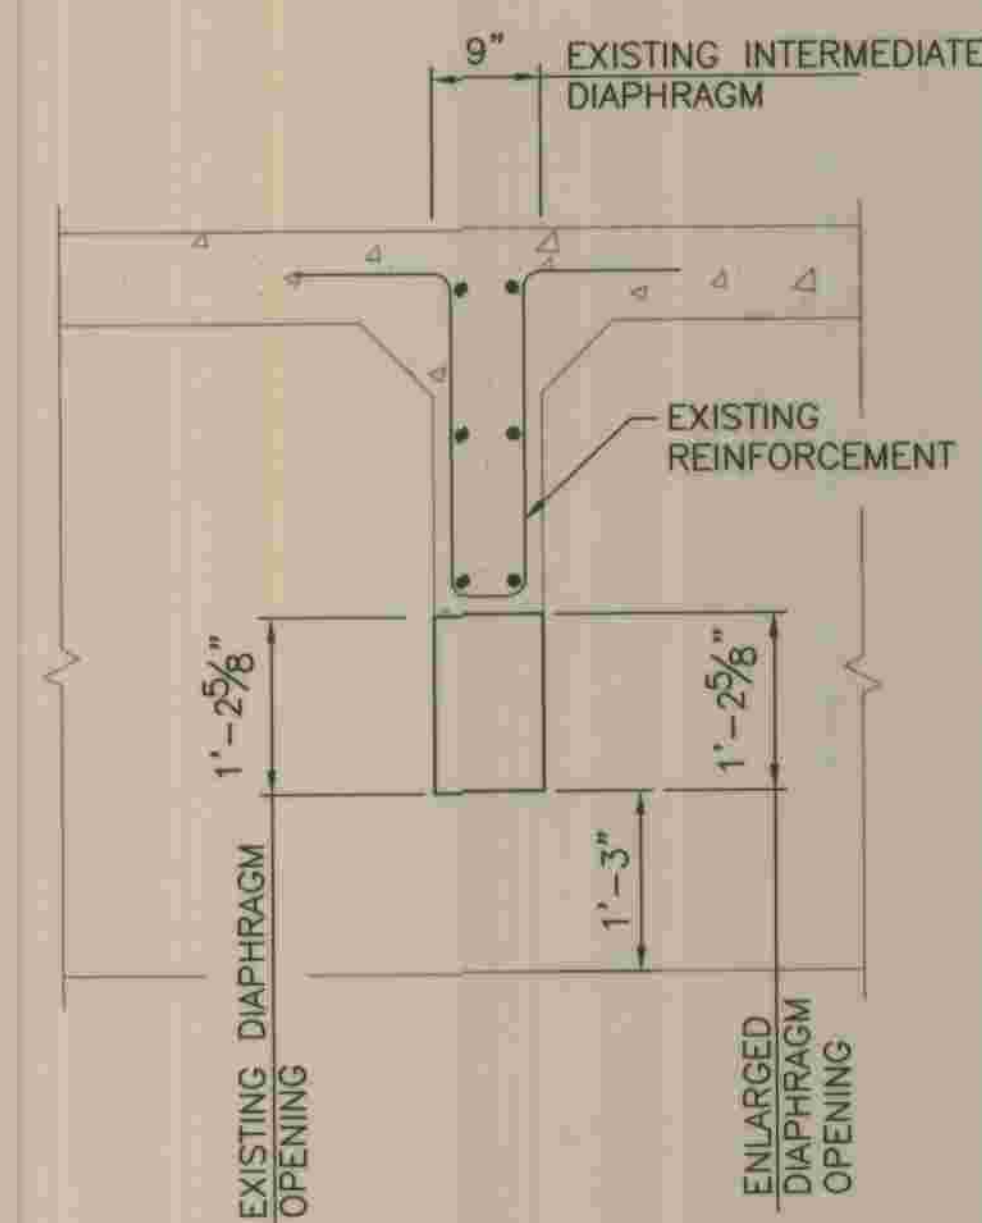 9"
EXISTING INTERMEDIATE
DIAPHRAGM
EXISTING
REINFORCEMENT
1'-2⅝"
1'-2⅝"
1'-3"
EXISTING DIAPHRAGM
OPENING
ENLARGED
DIAPHRAGM
OPENING